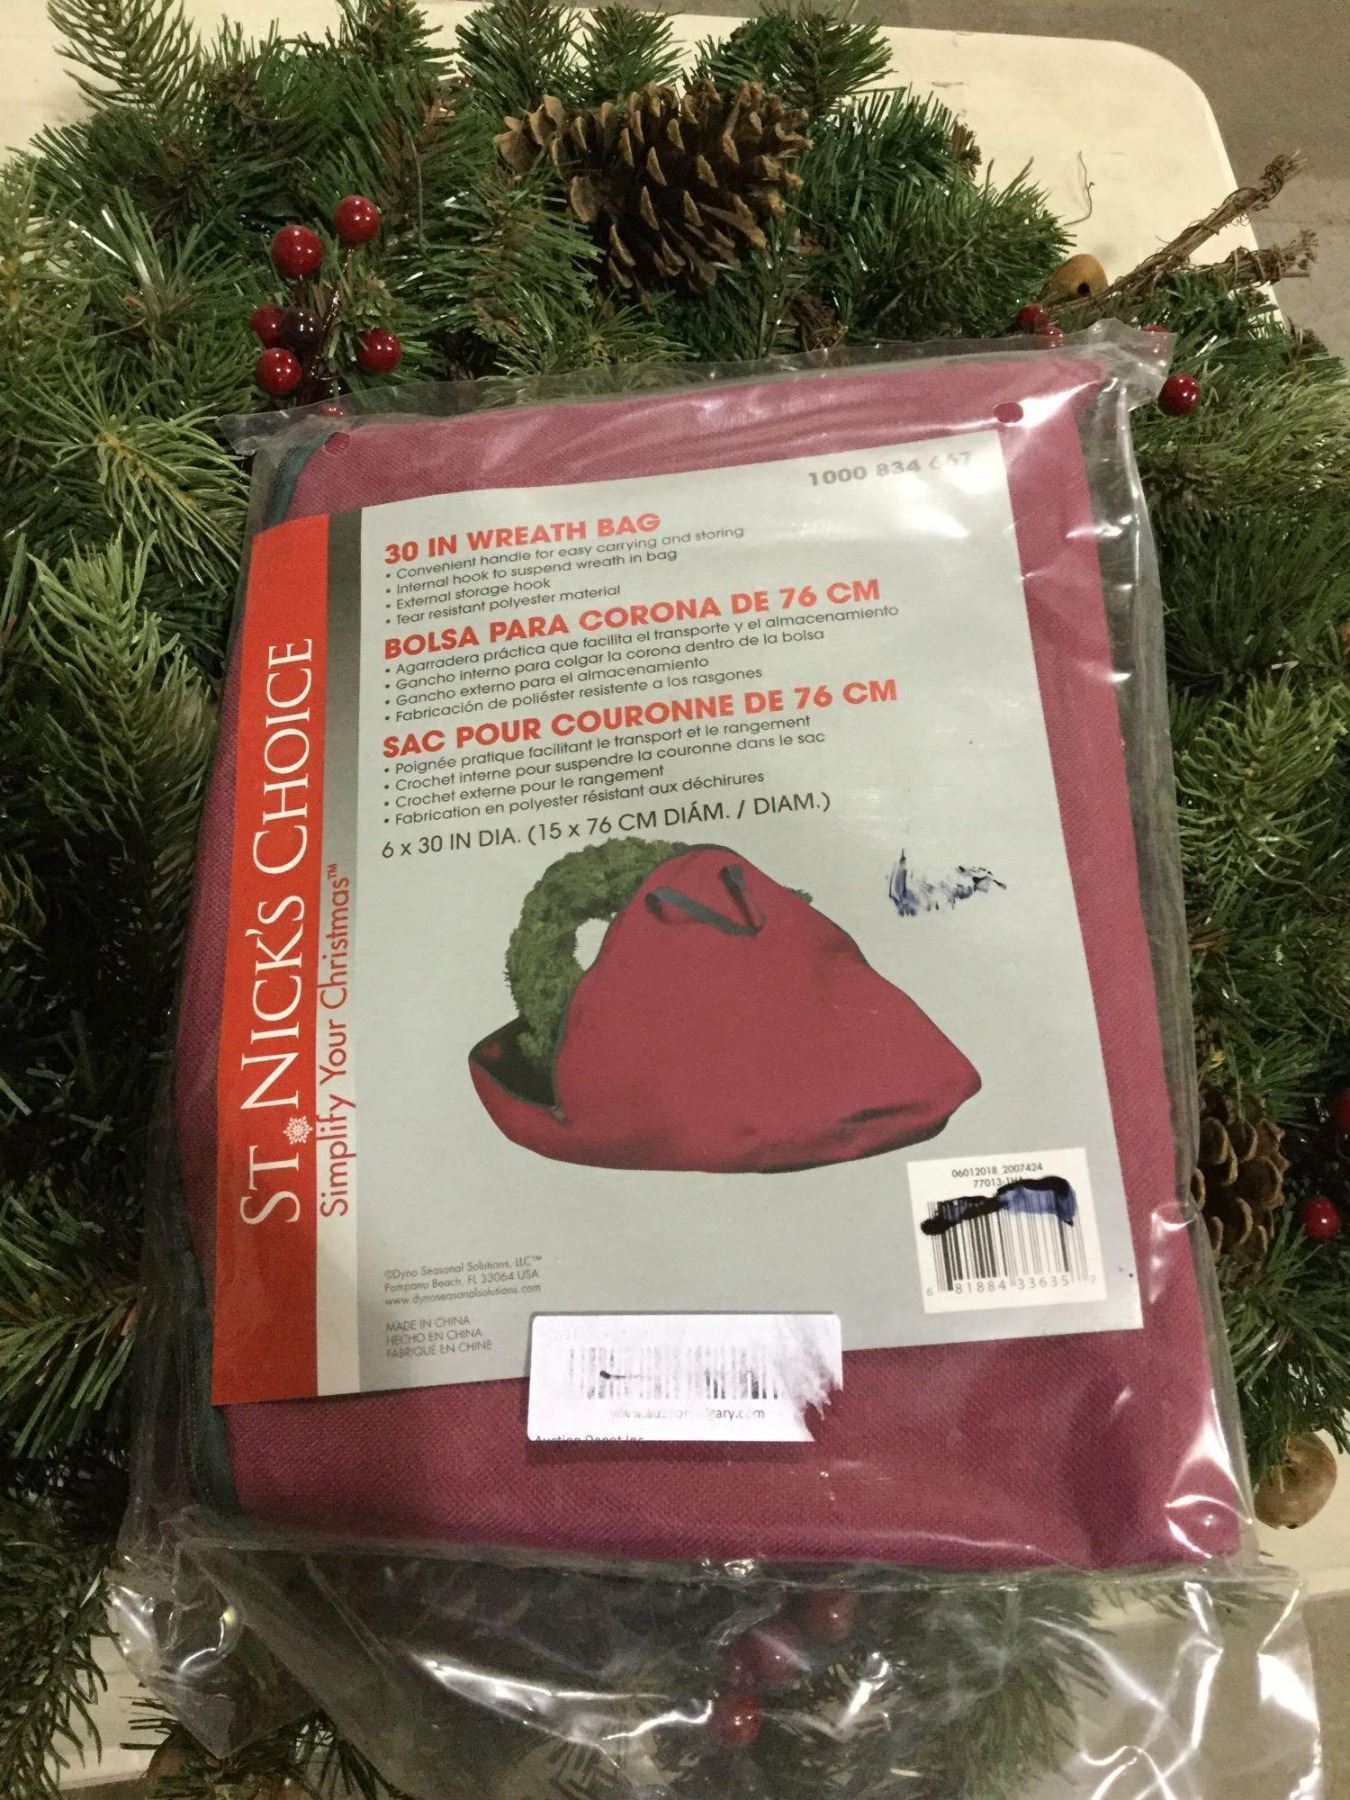 1000 834 667
30 IN WREATH BAG
• Convenient handle for easy carrying and storing
• Internal hook to suspend wreath in bag
• External storage hook
• Tear resistant polyester material
BOLSA PARA CORONA DE 76 CM
• Agarradera práctica que facilita el transporte y el almacenamiento
• Gancho interno para colgar la corona dentro de la bolsa
• Gancho externo para el almacenamiento
• Fabricación de poliéster resistente a los rasgones
SAC POUR COURONNE DE 76 CM
• Poignée pratique facilitant le transport et le rangement
• Crochet interne pour suspendre la couronne dans le sac
• Crochet externe pour le rangement
• Fabrication en polyester résistant aux déchirures
6 x 30 IN DIA. (15 x 76 CM DIÁM. / DIAM.)
ST. NICK'S CHOICE
Simplify Your Christmas™
06012018_2007424
77013-1
6 81884 33635 7
©Dyno Seasonal Solutions, LLC™
Pompano Beach, FL 33064 USA
www.dynoseasonalsolutions.com
MADE IN CHINA
HECHO EN CHINA
FABRIQUÉ EN CHINE
Auction Depot Inc